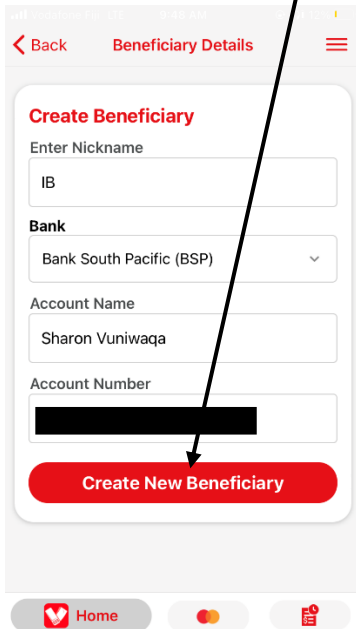 Back Beneficiary Details
Create Beneficiary
Enter Nickname
IB
Bank
Bank South Pacific (BSP)
Account Name
Sharon Vuniwaqa
Account Number
Create New Beneficiary
Home